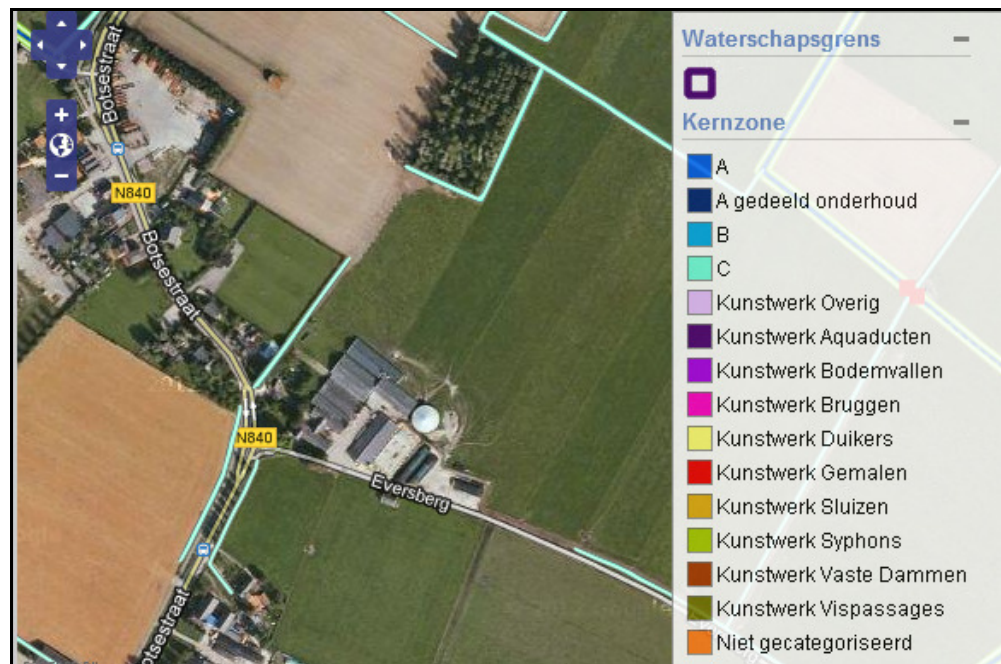 Botsestraat
N840
Botsestraat
N840
Eversberg
otsestraat
Waterschapsgrens
Kernzone
A
A gedeeld onderhoud
B
C
Kunstwerk Overig
Kunstwerk Aquaducten
Kunstwerk Bodemvallen
Kunstwerk Bruggen
Kunstwerk Duikers
Kunstwerk Gemalen
Kunstwerk Sluizen
Kunstwerk Syphons
Kunstwerk Vaste Dammen
Kunstwerk Vispassages
Niet gecategoriseerd